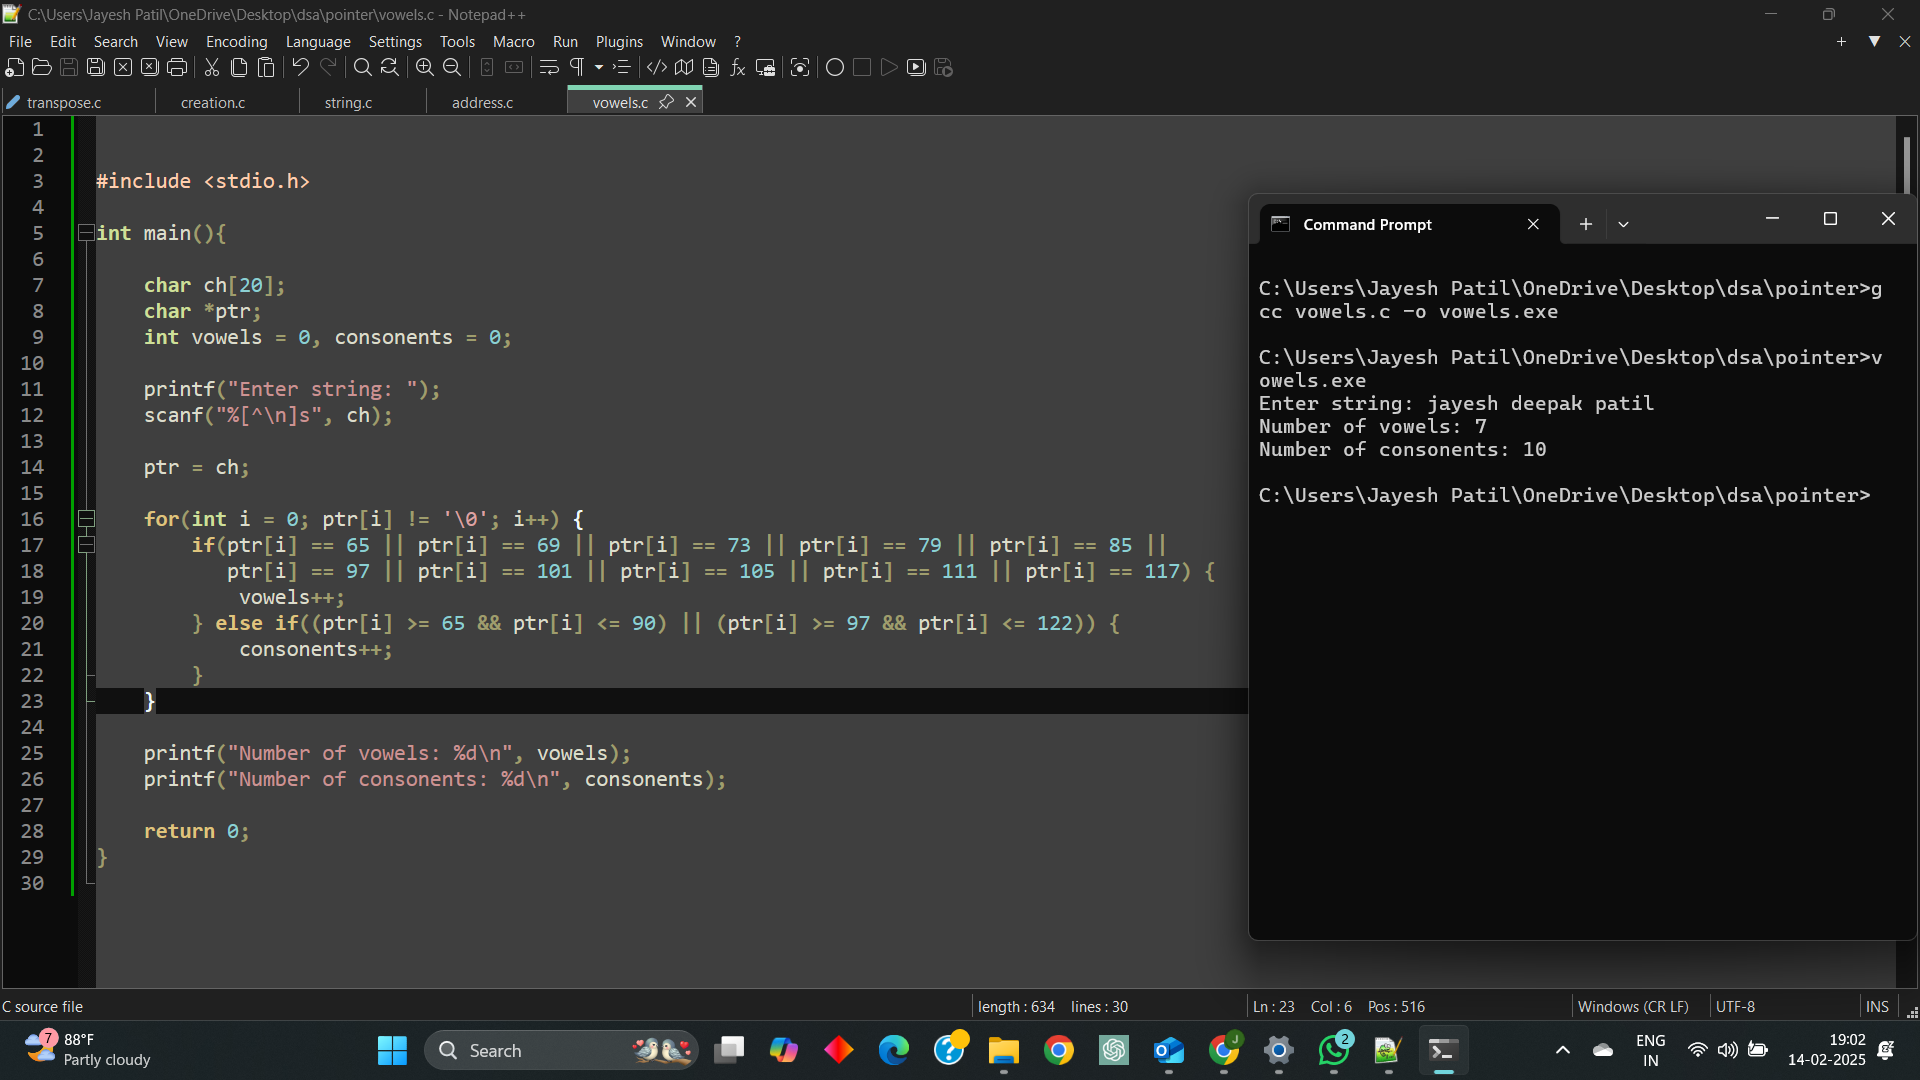 C:\Users\Jayesh Patil\OneDrive\Desktop\dsa\pointer\vowels.c - Notepad++
File Edit Search View Encoding Language Settings Tools Macro Run Plugins Window ?
transpose.c creation.c string.c address.c vowels.c
1
2
3 #include <stdio.h>
4
5 int main(){
6
7 char ch[20];
8 char *ptr;
9 int vowels = 0, consonents = 0;
10
11 printf("Enter string: ");
12 scanf("%[^\n]s", ch);
13
14 ptr = ch;
15
16 for(int i = 0; ptr[i] != '\0'; i++) {
17 if(ptr[i] == 65 || ptr[i] == 69 || ptr[i] == 73 || ptr[i] == 79 || ptr[i] == 85 ||
18 ptr[i] == 97 || ptr[i] == 101 || ptr[i] == 105 || ptr[i] == 111 || ptr[i] == 117) {
19 vowels++;
20 } else if((ptr[i] >= 65 && ptr[i] <= 90) || (ptr[i] >= 97 && ptr[i] <= 122)) {
21 consonents++;
22 }
23 }
24
25 printf("Number of vowels: %d\n", vowels);
26 printf("Number of consonents: %d\n", consonents);
27
28 return 0;
29 }
30
Command Prompt
C:\Users\Jayesh Patil\OneDrive\Desktop\dsa\pointer>g
cc vowels.c -o vowels.exe
C:\Users\Jayesh Patil\OneDrive\Desktop\dsa\pointer>v
owels.exe
Enter string: jayesh deepak patil
Number of vowels: 7
Number of consonents: 10
C:\Users\Jayesh Patil\OneDrive\Desktop\dsa\pointer>
C source file length : 634 lines : 30 Ln : 23 Col : 6 Pos : 516 Windows (CR LF) UTF-8 INS
7
88°F
Partly cloudy
Search
J
2
ENG
IN
19:02
14-02-2025